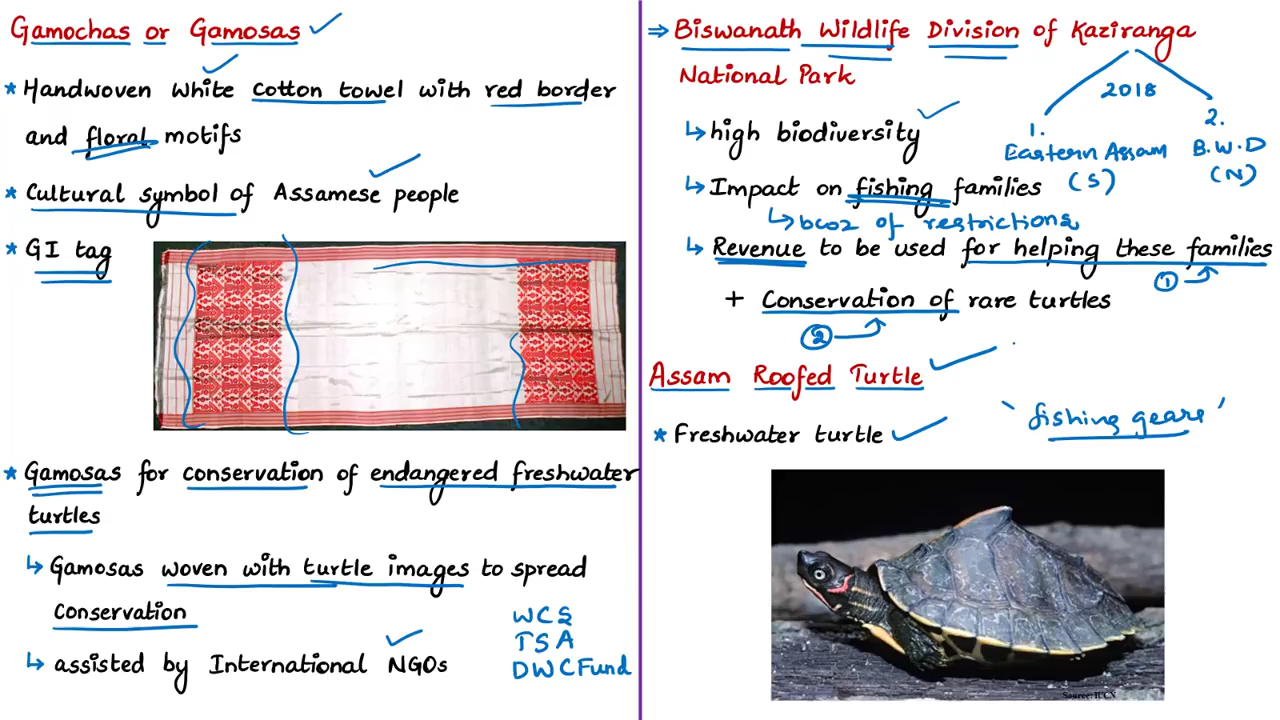 Gamochas or Gamosas
* Handwoven white cotton towel with red border
and floral motifs
* Cultural symbol of Assamese people
* GI tag
* Gamosas for conservation of endangered freshwater
turtles
↳ Gamosas woven with turtle images to spread
conservation
↳ assisted by International NGOs
WCS
TSA
DWCFund
⇒ Biswanath Wildlife Division of Kaziranga
National Park
2018
1.
Eastern Assam
(S)
2.
B.W.D
(N)
↳ high biodiversity
↳ Impact on fishing families
↳ bcoz of restrictions
↳ Revenue to be used for helping these families
①
+ Conservation of rare turtles
②
Assam Roofed Turtle
* Freshwater turtle
'fishing gears'
Source: IUCN